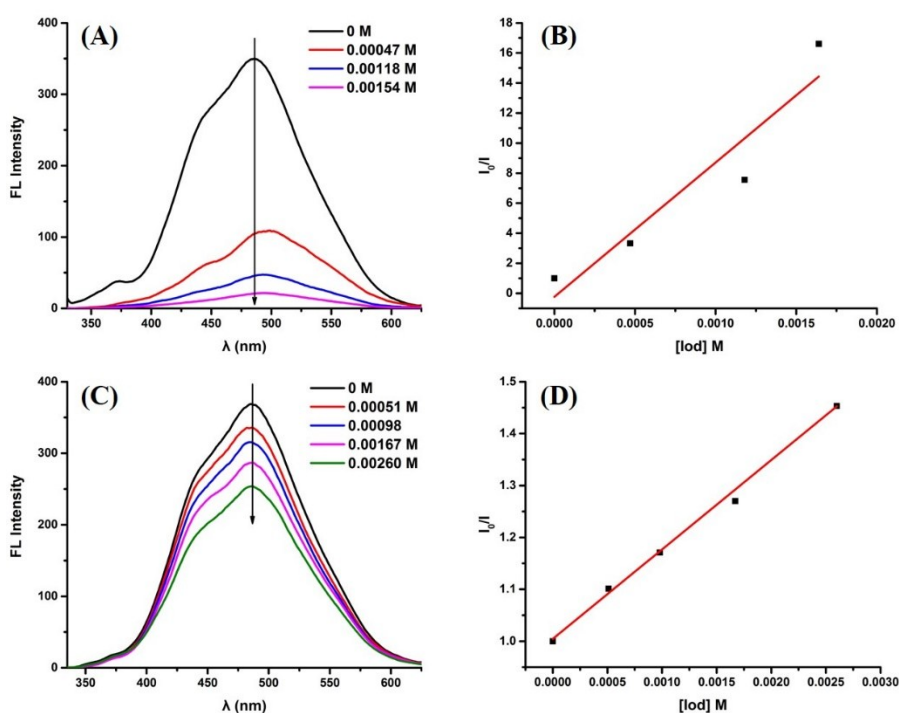 (A)
0 M
0.00047 M
0.00118 M
0.00154 M
FL Intensity
400
300
200
100
0
350 400 450 500 550 600
λ (nm)
(B)
I₀/I
18
16
14
12
10
8
6
4
2
0
0.0000 0.0005 0.0010 0.0015 0.0020
[Iod] M
(C)
0 M
0.00051 M
0.00098
0.00167 M
0.00260 M
FL Intensity
400
300
200
100
0
350 400 450 500 550 600
λ (nm)
(D)
I₀/I
1.5
1.4
1.3
1.2
1.1
1.0
0.0000 0.0005 0.0010 0.0015 0.0020 0.0025 0.0030
[Iod] M